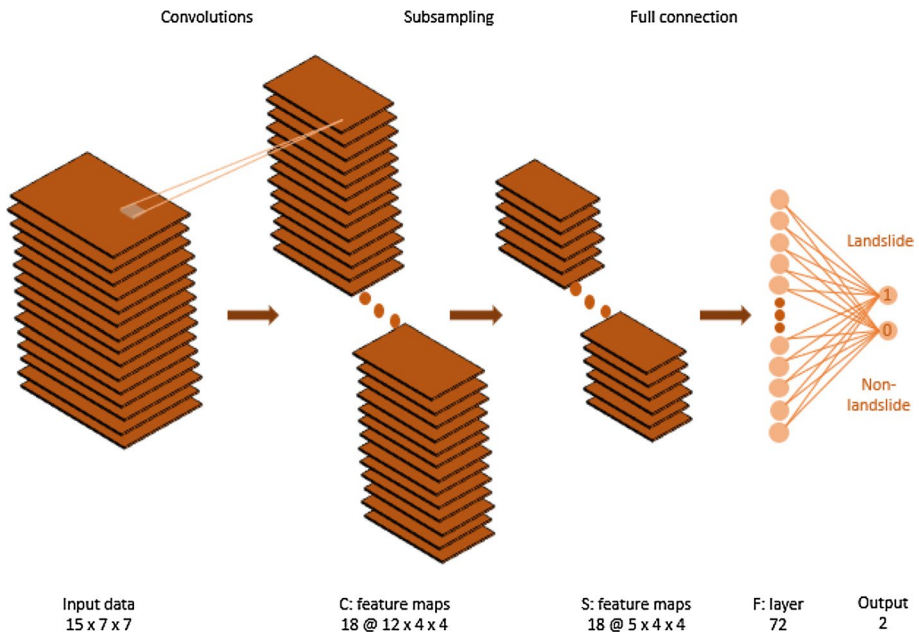 Convolutions
Subsampling
Full connection
Landslide
1
0
Non-
landslide
Input data
15 x 7 x 7
C: feature maps
18 @ 12 x 4 x 4
S: feature maps
18 @ 5 x 4 x 4
F: layer
72
Output
2